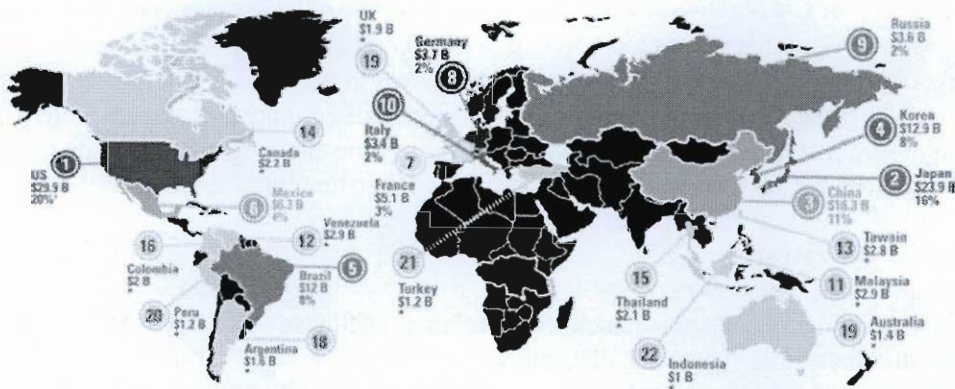 UK
$1.9 B
*
19
Germany
$3.7 B
2%
8
10
Italy
$3.4 B
2%
7
France
$5.1 B
3%
Russia
$3.6 B
2%
9
Korea
$12.9 B
8%
4
2
Japan
$23.9 B
16%
3
China
$16.3 B
11%
13
Tawain
$2.8 B
*
11
Malaysia
$2.9 B
*
15
Thailand
$2.1 B
*
22
Indonesia
$1 B
*
19
Australia
$1.4 B
*
21
Turkey
$1.2 B
*
14
Canada
$2.2 B
*
1
US
$29.9 B
20%
6
Mexico
$6.3 B
4%
12
Venezuela
$2.9 B
*
16
Colombia
$2 B
*
5
Brazil
$12 B
8%
20
Peru
$1.2 B
*
18
Argentina
$1.6 B
*